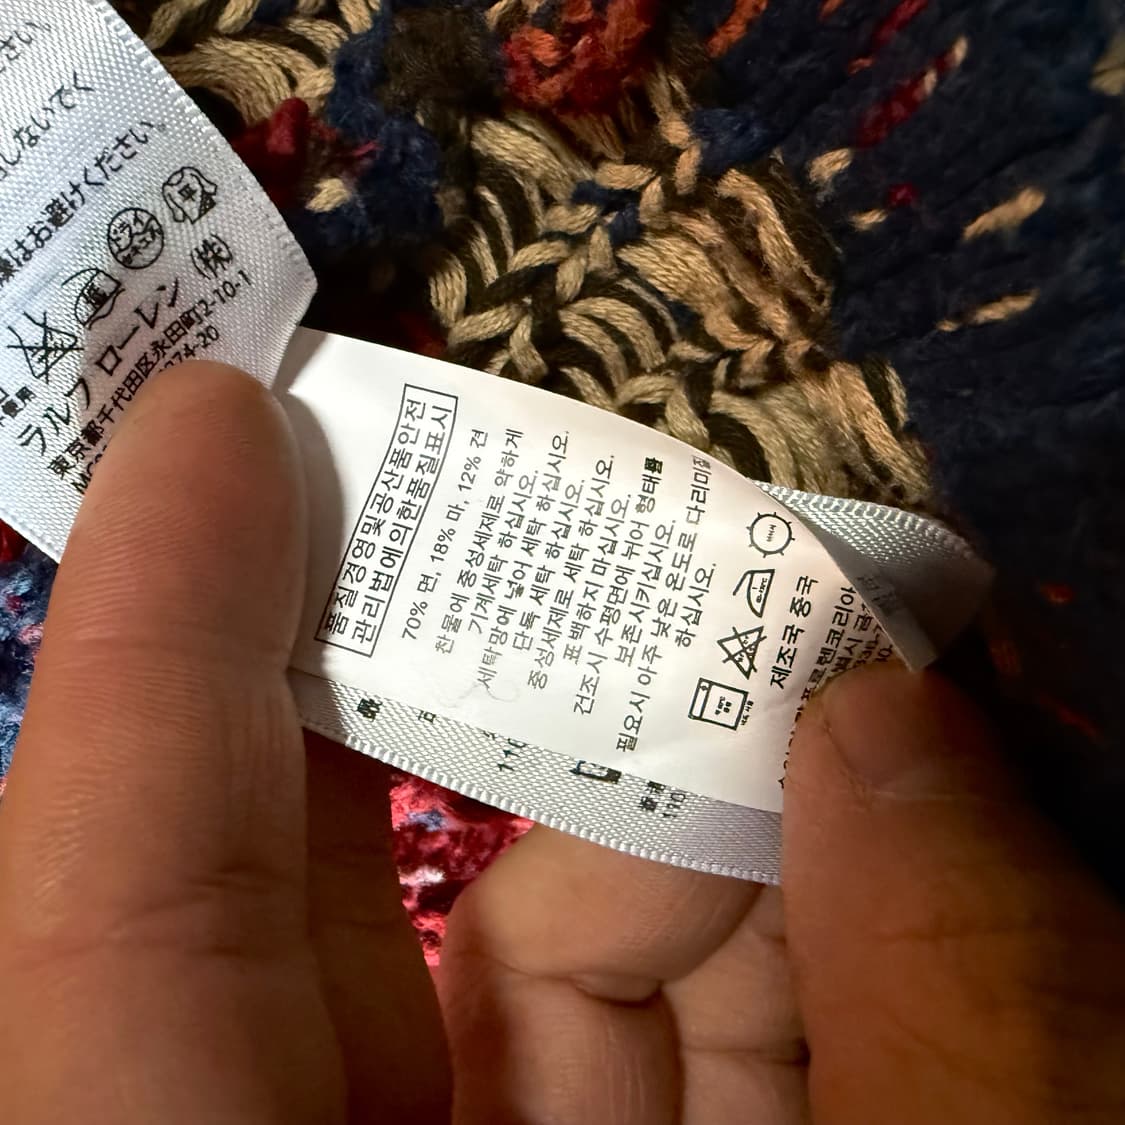 さい。
しないでく
燥はお避けください。
平
ドライ
ラルフ ローレン (株)
東京都千代田区永田町2-10-1
품질경영및공산품안전
관리법에의한품질표시
70% 면, 18% 마, 12% 견
찬물에 중성세제로 약하게
기계세탁 하십시오.
세탁망에 넣어 세탁 하십시오.
단독 세탁 하십시오.
중성세제로 세탁 하십시오.
표백하지 마십시오.
건조시 수평면에 뉘어 형태를
보존시키십시오.
필요시 아주 낮은 온도로 다리미질
하십시오.
제조국 중국
110
110